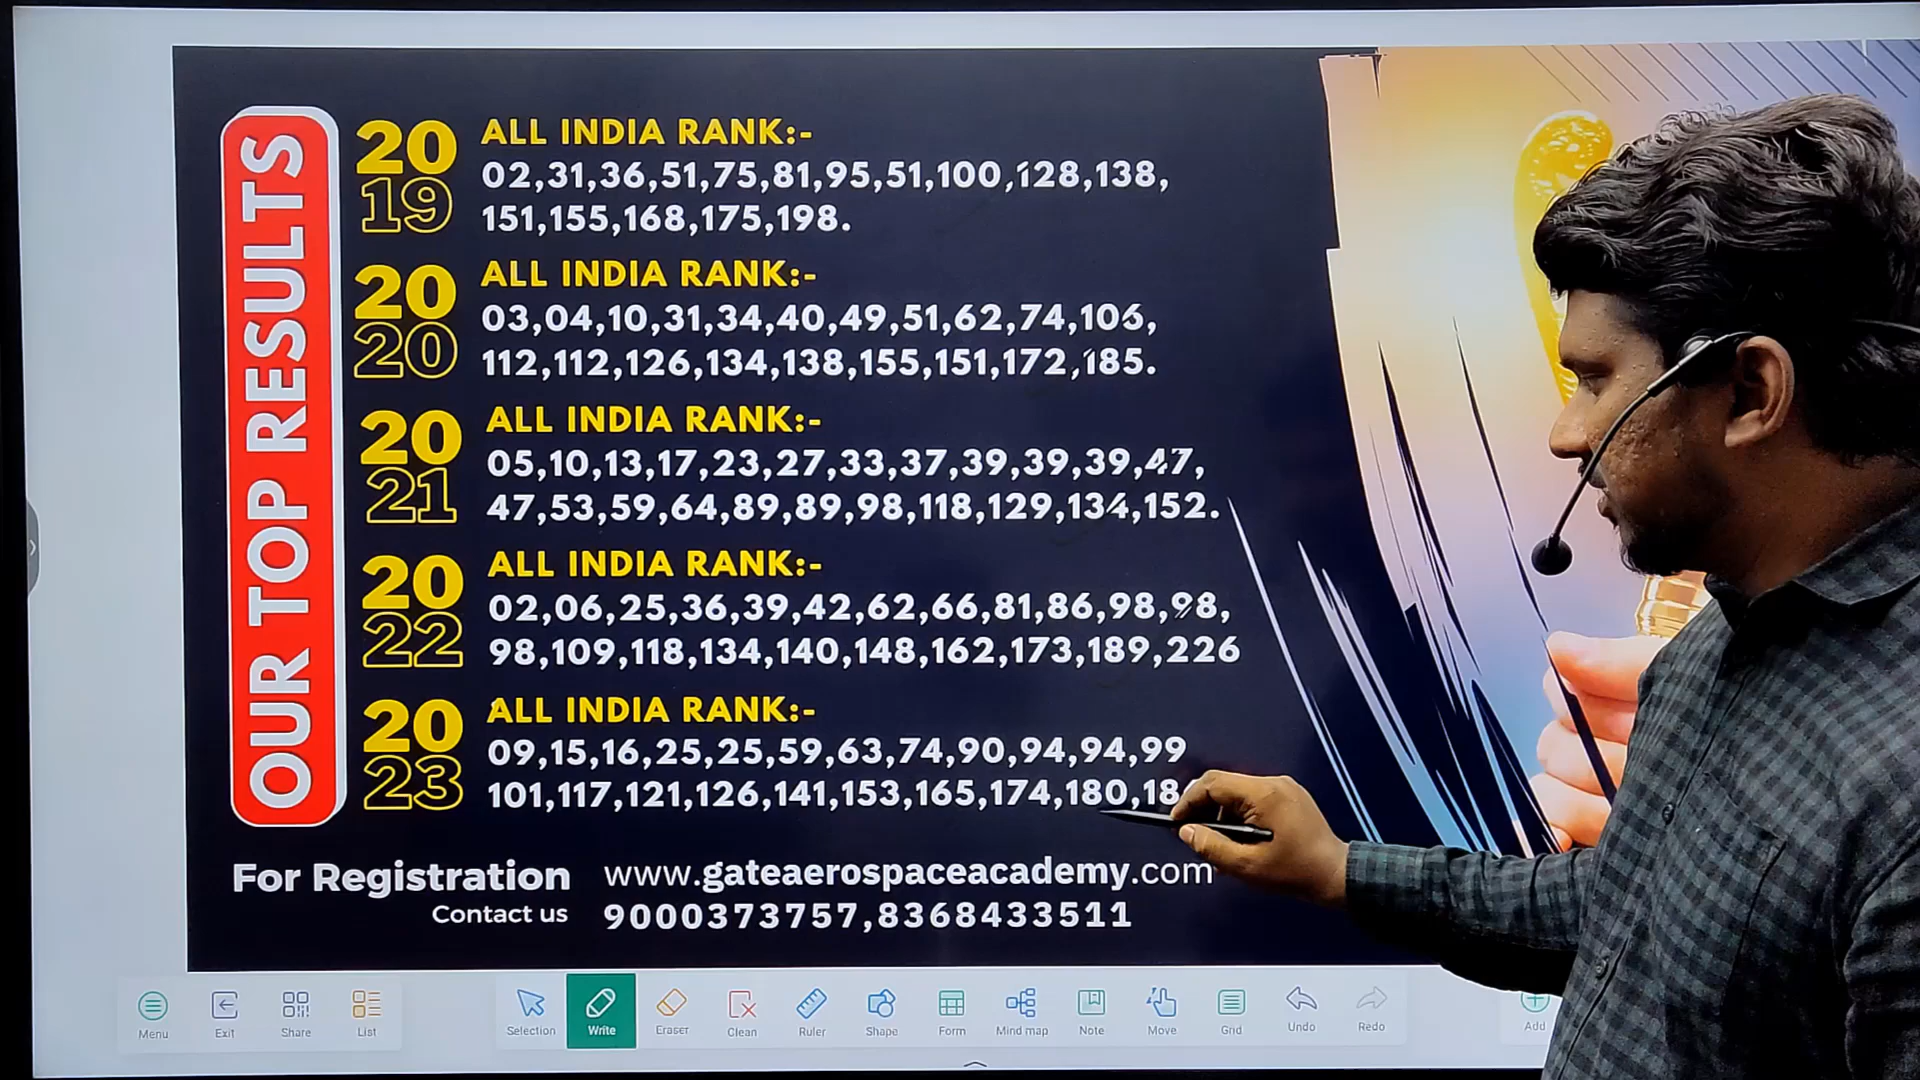 OUR TOP RESULTS
2019
ALL INDIA RANK:-
02,31,36,51,75,81,95,51,100,128,138,
151,155,168,175,198.
2020
ALL INDIA RANK:-
03,04,10,31,34,40,49,51,62,74,106,
112,112,126,134,138,155,151,172,185.
2021
ALL INDIA RANK:-
05,10,13,17,23,27,33,37,39,39,39,47,
47,53,59,64,89,89,98,118,129,134,152.
2022
ALL INDIA RANK:-
02,06,25,36,39,42,62,66,81,86,98,98,
98,109,118,134,140,148,162,173,189,226
2023
ALL INDIA RANK:-
09,15,16,25,25,59,63,74,90,94,94,99
101,117,121,126,141,153,165,174,180,
For Registration
Contact us
www.gateaerospaceacademy.com
9000373757,8368433511
Menu Exit Share List Selection Write Eraser Clean Ruler Shape Form Mind map Note Move Grid Undo Redo Add